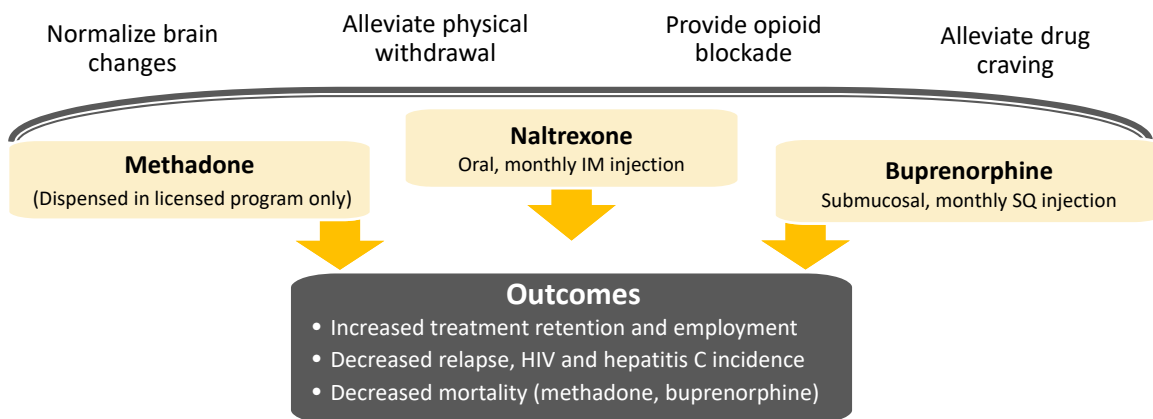 Normalize brain
changes
Alleviate physical
withdrawal
Provide opioid
blockade
Alleviate drug
craving
Methadone
(Dispensed in licensed program only)
Naltrexone
Oral, monthly IM injection
Buprenorphine
Submucosal, monthly SQ injection
Outcomes
• Increased treatment retention and employment
• Decreased relapse, HIV and hepatitis C incidence
• Decreased mortality (methadone, buprenorphine)